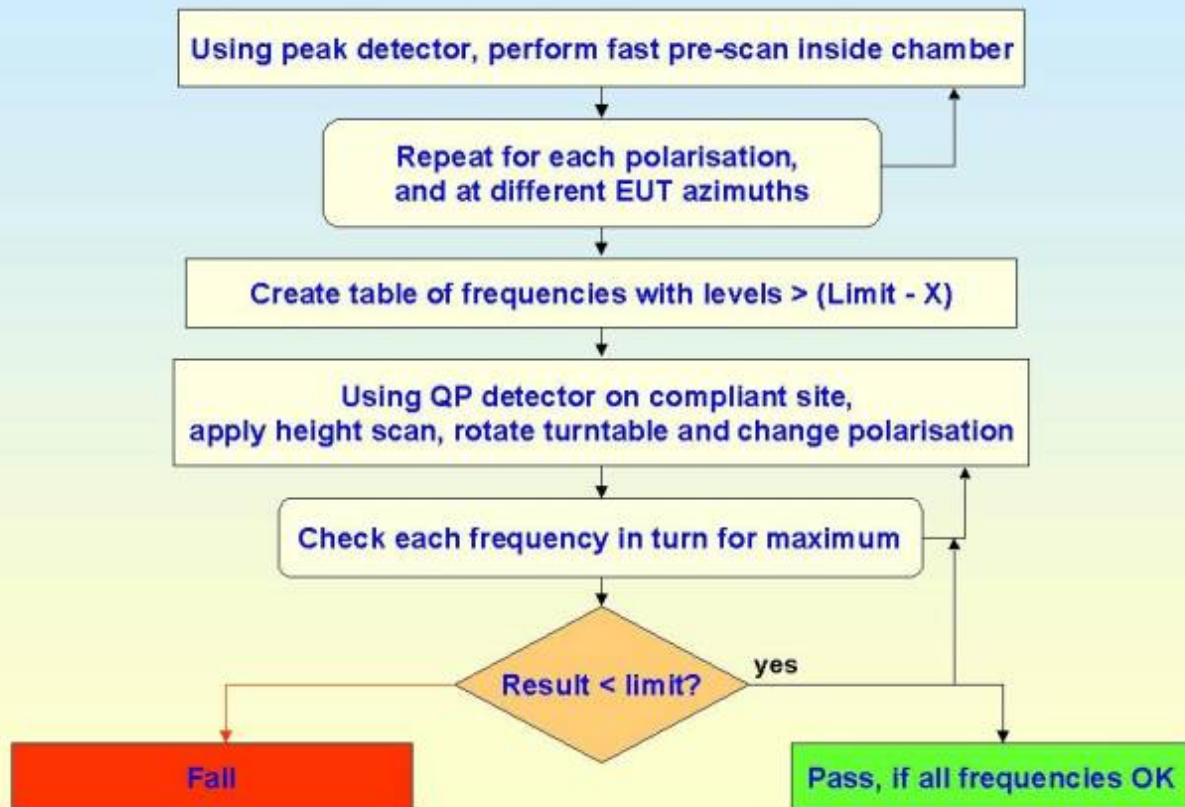 Using peak detector, perform fast pre-scan inside chamber
Repeat for each polarisation,
and at different EUT azimuths
Create table of frequencies with levels > (Limit - X)
Using QP detector on compliant site,
apply height scan, rotate turntable and change polarisation
Check each frequency in turn for maximum
Result < limit?
yes
Fail
Pass, if all frequencies OK